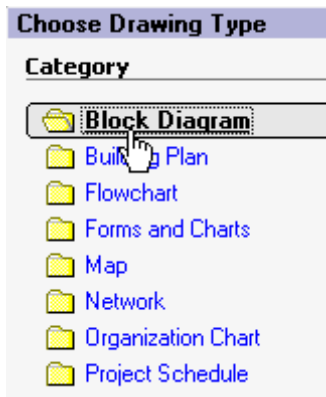 Choose Drawing Type
Category
Block Diagram
Building Plan
Flowchart
Forms and Charts
Map
Network
Organization Chart
Project Schedule